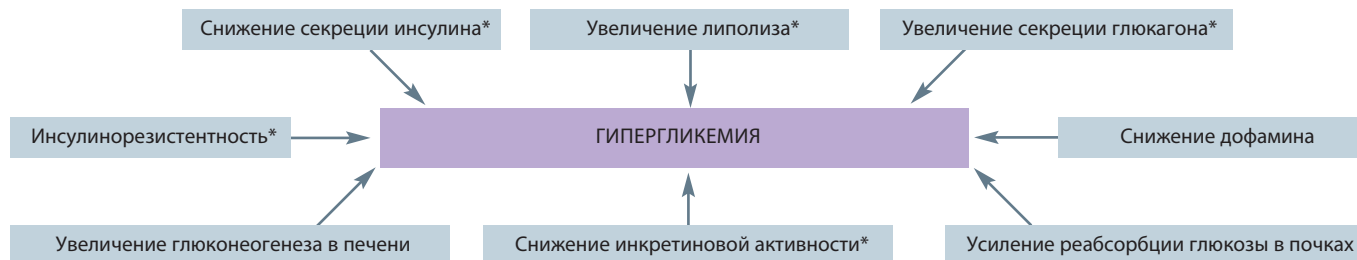 Снижение секреции инсулина*
Увеличение липолиза*
Увеличение секреции глюкагона*
Инсулинорезистентность*
ГИПЕРГЛИКЕМИЯ
Снижение дофамина
Увеличение глюконеогенеза в печени
Снижение инкретиновой активности*
Усиление реабсорбции глюкозы в почках